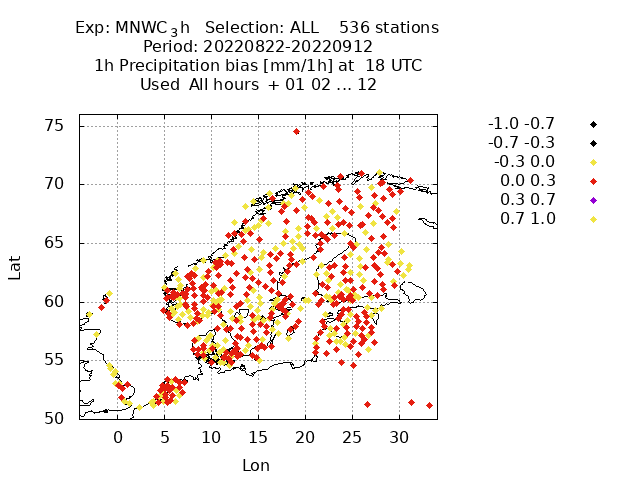 Exp: MNWC_3h Selection: ALL 536 stations
Period: 20220822-20220912
1h Precipitation bias [mm/1h] at 18 UTC
Used All hours + 01 02 ... 12
-1.0 -0.7
-0.7 -0.3
-0.3 0.0
0.0 0.3
0.3 0.7
0.7 1.0
75
70
65
60
55
50
Lat
0 5 10 15 20 25 30
Lon